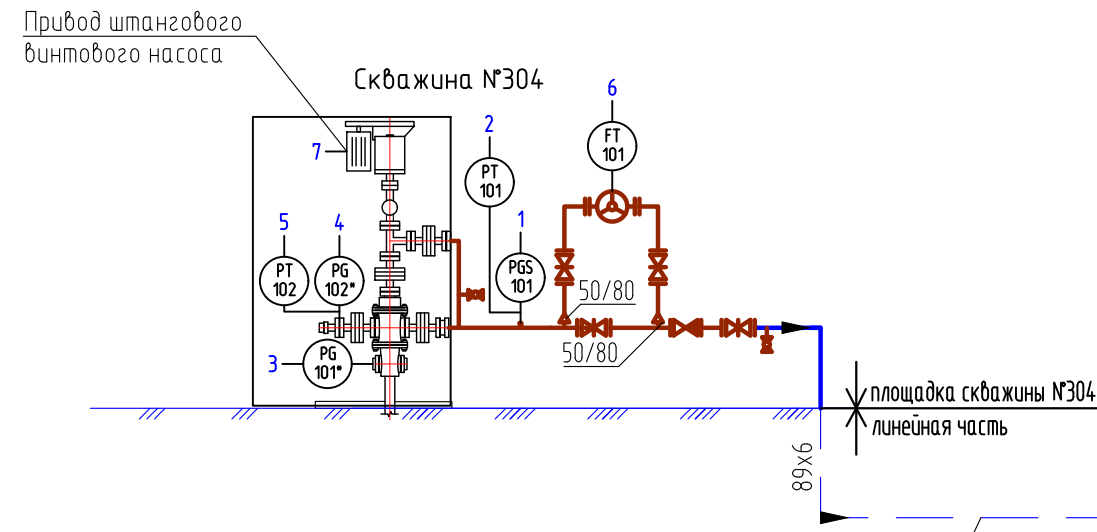 Привод штангового
винтового насоса
Скважина №304
6
2
FT
101
7
PT
101
1
5
4
PGS
101
PT
102
PG
102*
50/80
50/80
3
PG
101*
площадка скважины №304
линейная часть
89х6